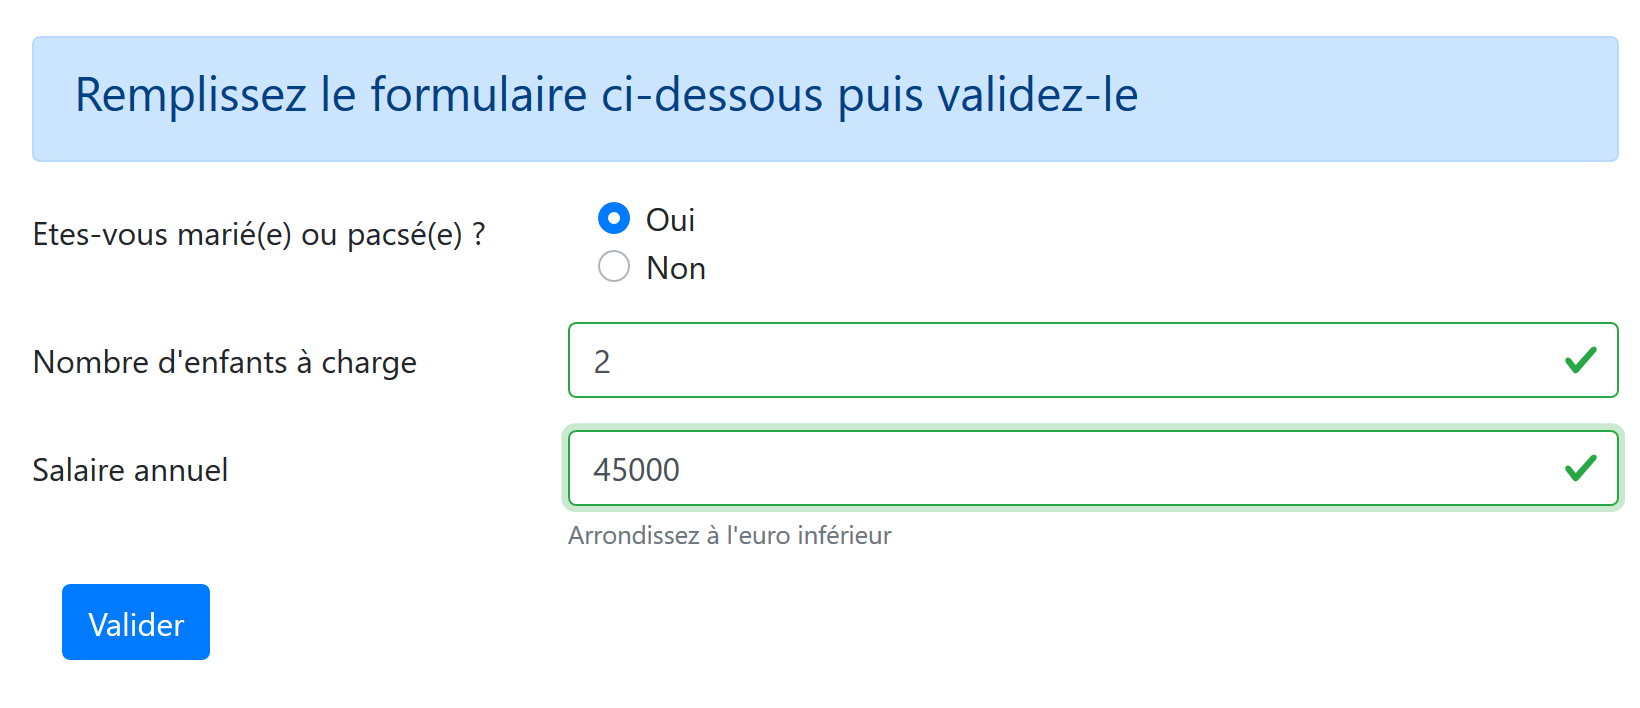 Remplissez le formulaire ci-dessous puis validez-le
Etes-vous marié(e) ou pacsé(e) ?
Oui
Non
Nombre d'enfants à charge
2
Salaire annuel
45000
Arrondissez à l'euro inférieur
Valider